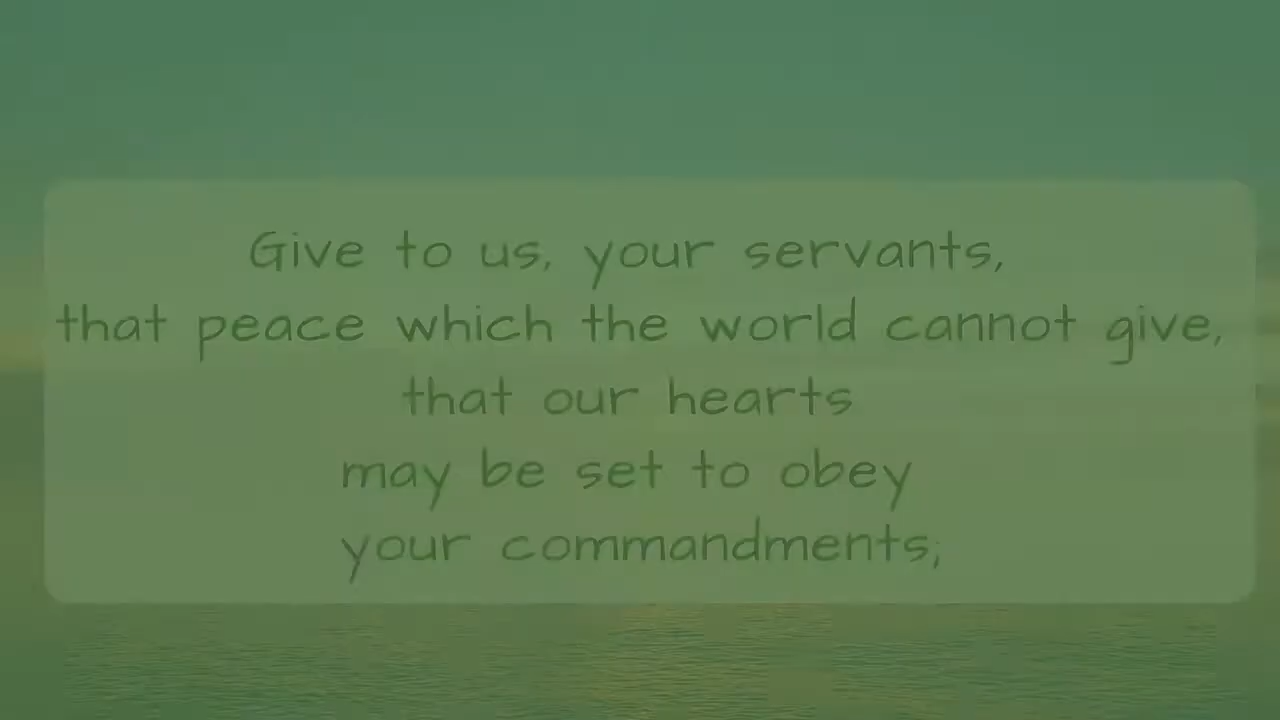 Give to us, your servants,
that peace which the world cannot give,
that our hearts
may be set to obey
your commandments;